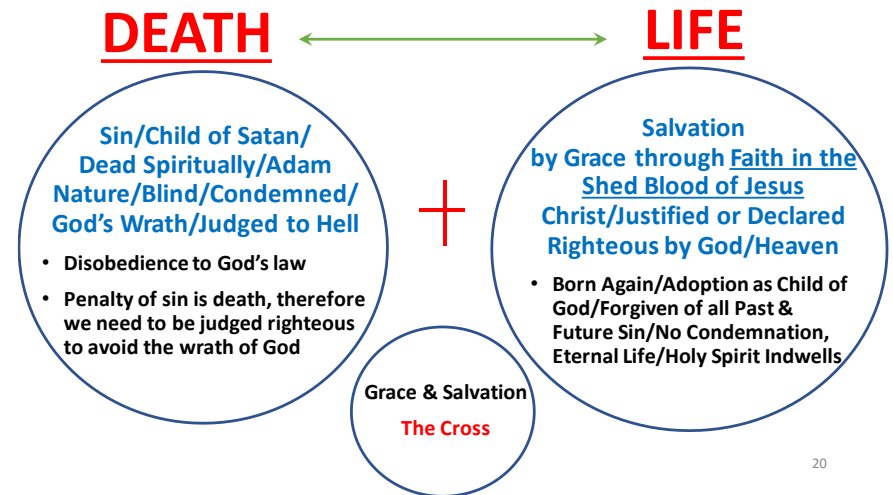 DEATH
LIFE
Sin/Child of Satan/
Dead Spiritually/Adam
Nature/Blind/Condemned/
God's Wrath/Judged to Hell
• Disobedience to God's law
• Penalty of sin is death, therefore
we need to be judged righteous
to avoid the wrath of God
Salvation
by Grace through Faith in the
Shed Blood of Jesus
Christ/Justified or Declared
Righteous by God/Heaven
• Born Again/Adoption as Child of
God/Forgiven of all Past &
Future Sin/No Condemnation,
Eternal Life/Holy Spirit Indwells
Grace & Salvation
The Cross
20